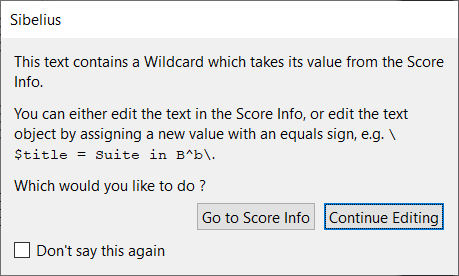 Sibelius
This text contains a Wildcard which takes its value from the Score
Info.
You can either edit the text in the Score Info, or edit the text
object by assigning a new value with an equals sign, e.g. \
$title = Suite in B^b\.
Which would you like to do ?
Go to Score Info Continue Editing
Don't say this again